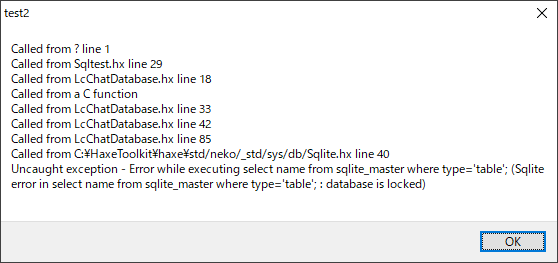 test2
Called from ? line 1
Called from Sqltest.hx line 29
Called from LcChatDatabase.hx line 18
Called from a C function
Called from LcChatDatabase.hx line 33
Called from LcChatDatabase.hx line 42
Called from LcChatDatabase.hx line 85
Called from C:¥HaxeToolkit¥haxe¥std/neko/_std/sys/db/Sqlite.hx line 40
Uncaught exception - Error while executing select name from sqlite_master where type='table'; (Sqlite
error in select name from sqlite_master where type='table'; : database is locked)
OK